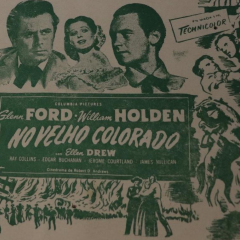 TECHNICOLOR
COLUMBIA PICTURES
Glenn FORD · William HOLDEN
NO VELHO COLORADO
com Ellen DREW
RAY COLLINS · EDGAR BUCHANAN · JEROME COURTLAND · JAMES MILLICAN